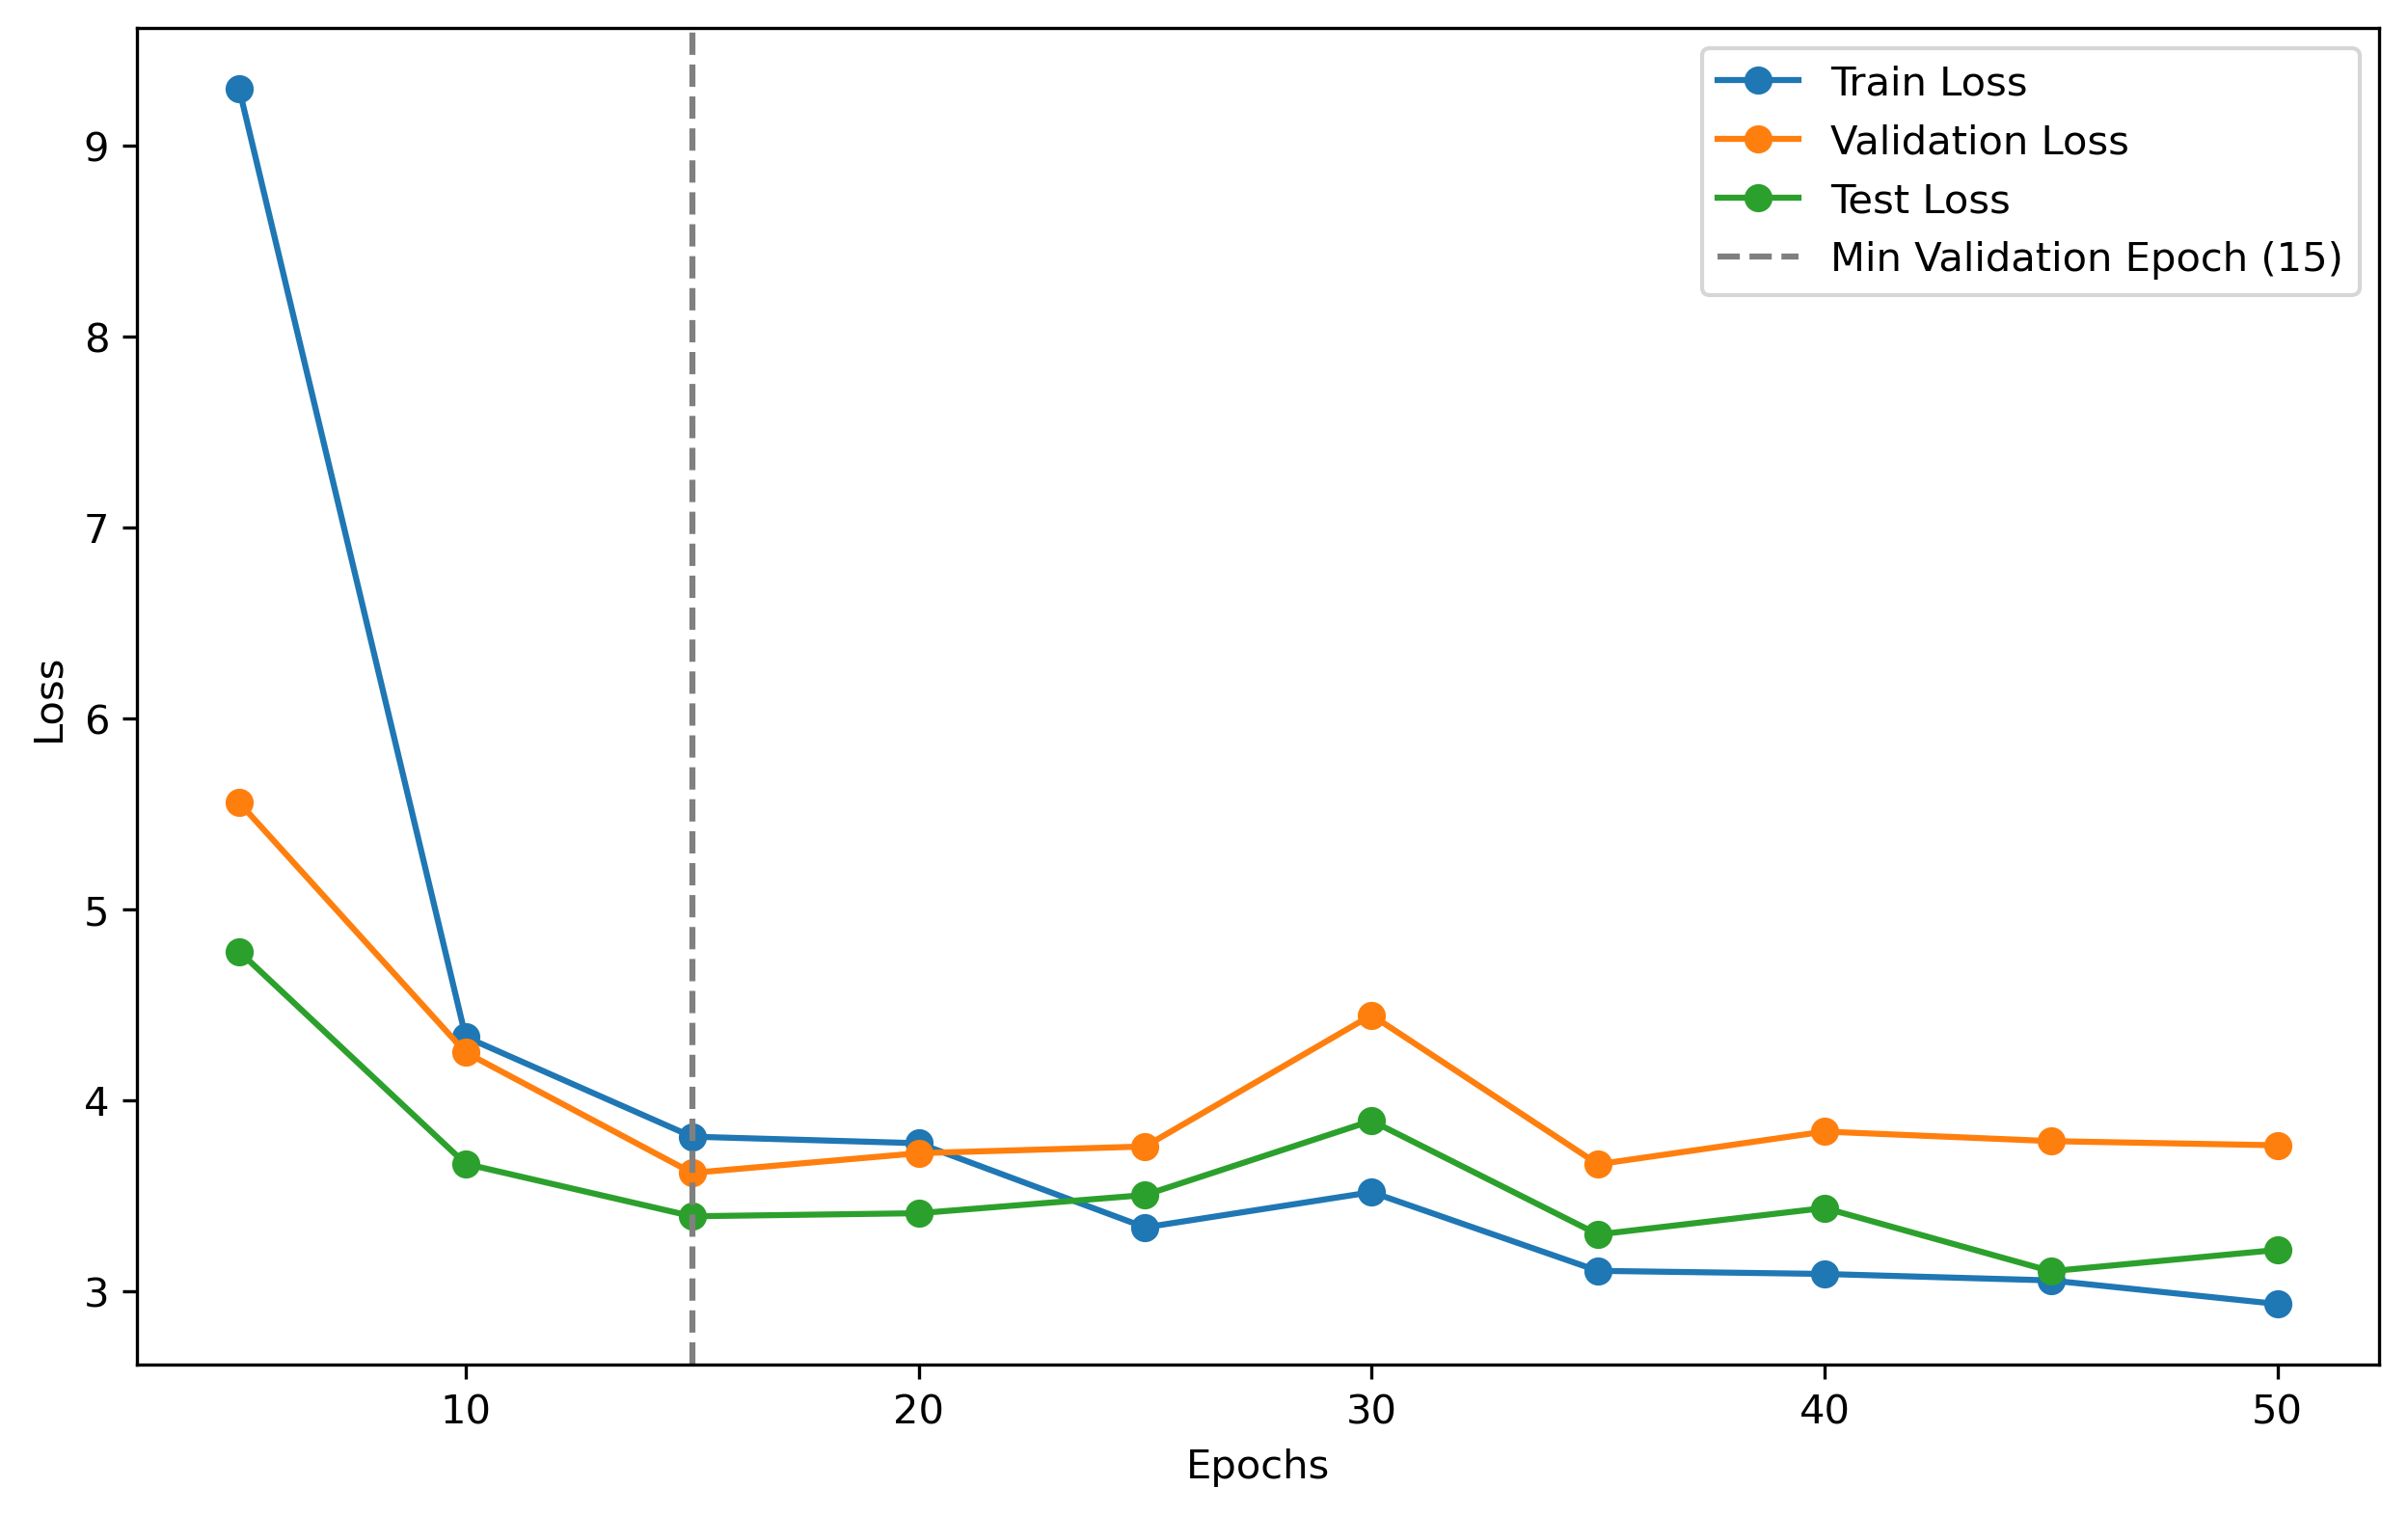 Train Loss
Validation Loss
Test Loss
Min Validation Epoch (15)
9
8
7
6
5
4
3
Loss
10 20 30 40 50
Epochs